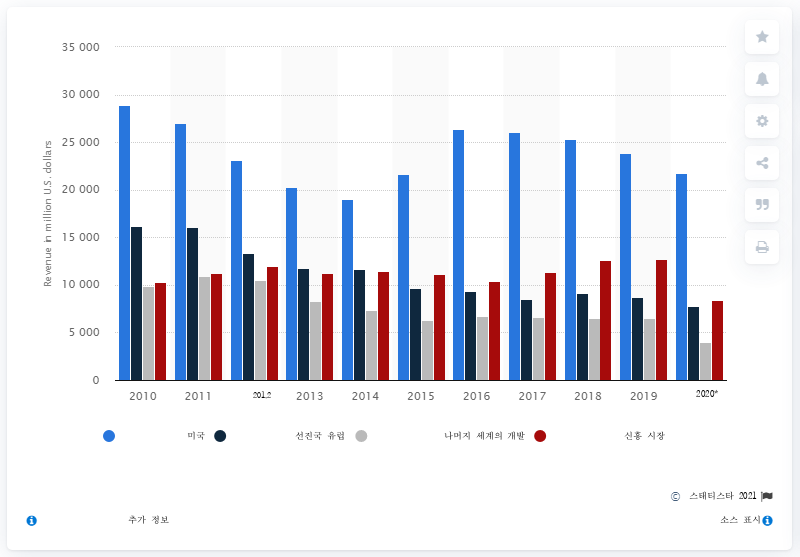 35 000
30 000
25 000
20 000
15 000
10 000
5 000
0
Revenue in million U.S. dollars
2010 2011 2012 2013 2014 2015 2016 2017 2018 2019 2020*
미국 선진국 유럽 나머지 세계의 개발 신흥 시장
© 스태티스타 2021
추가 정보 소스 표시